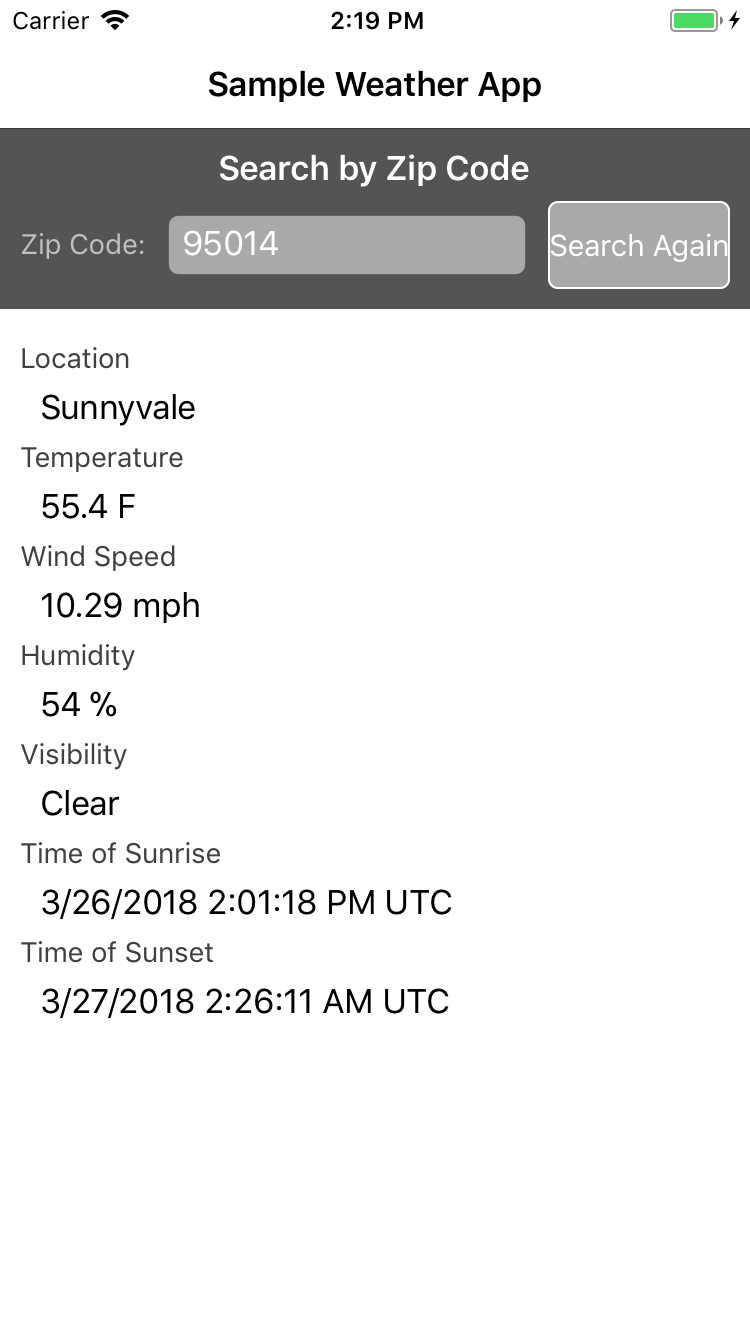 Carrier 2:19 PM
Sample Weather App
Search by Zip Code
Zip Code: 95014 Search Again
Location
Sunnyvale
Temperature
55.4 F
Wind Speed
10.29 mph
Humidity
54 %
Visibility
Clear
Time of Sunrise
3/26/2018 2:01:18 PM UTC
Time of Sunset
3/27/2018 2:26:11 AM UTC